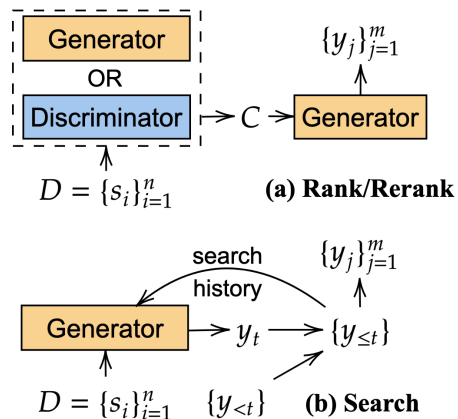 Generator
OR
Discriminator
C
Generator
{y_j}_{j=1}^m
D = {s_i}_{i=1}^n
(a) Rank/Rerank
search
history
{y_j}_{j=1}^m
Generator
y_t
{y_{≤t}}
D = {s_i}_{i=1}^n
{y_{<t}}
(b) Search